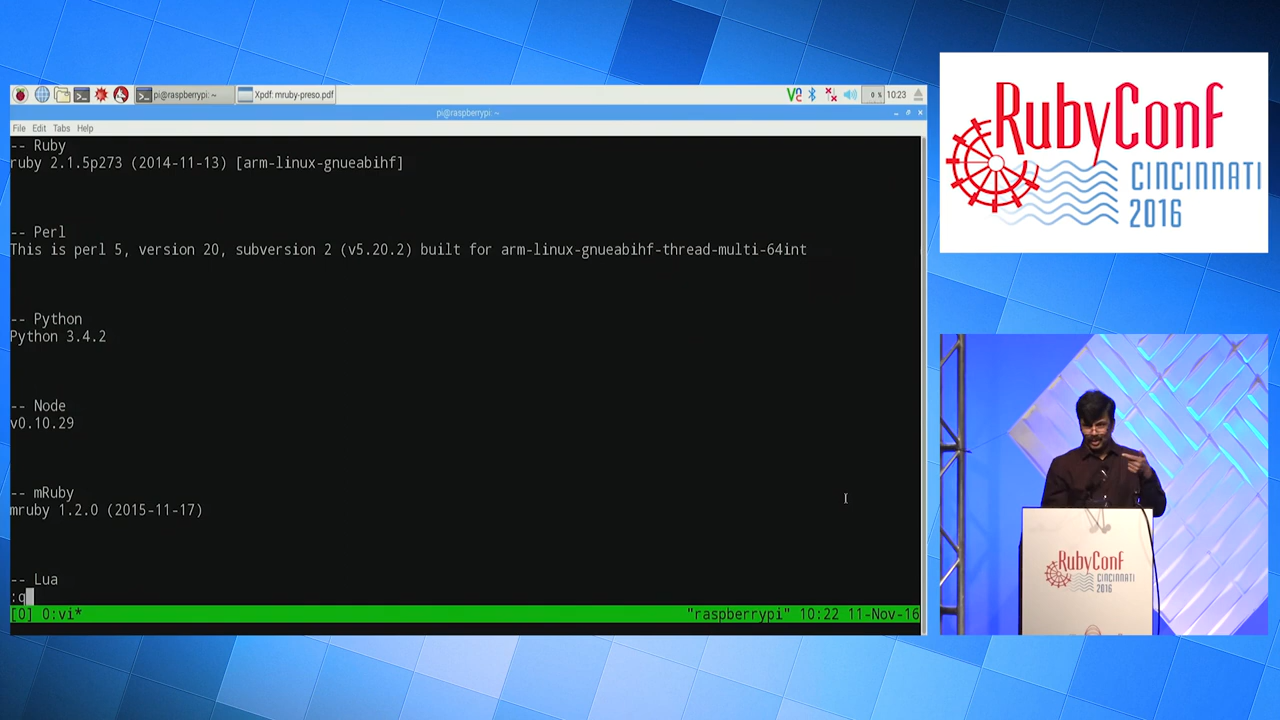 pi@raspberrypi: ~
Xpdf: mruby-preso.pdf
0 %
10:23
pi@raspberrypi: ~
File Edit Tabs Help
-- Ruby
ruby 2.1.5p273 (2014-11-13) [arm-linux-gnueabihf]
-- Perl
This is perl 5, version 20, subversion 2 (v5.20.2) built for arm-linux-gnueabihf-thread-multi-64int
-- Python
Python 3.4.2
-- Node
v0.10.29
-- mRuby
mruby 1.2.0 (2015-11-17)
-- Lua
:q
[0] 0:vi* "raspberrypi" 10:22 11-Nov-16
RubyConf
CINCINNATI
2016
RubyConf
CINCINNATI
2016